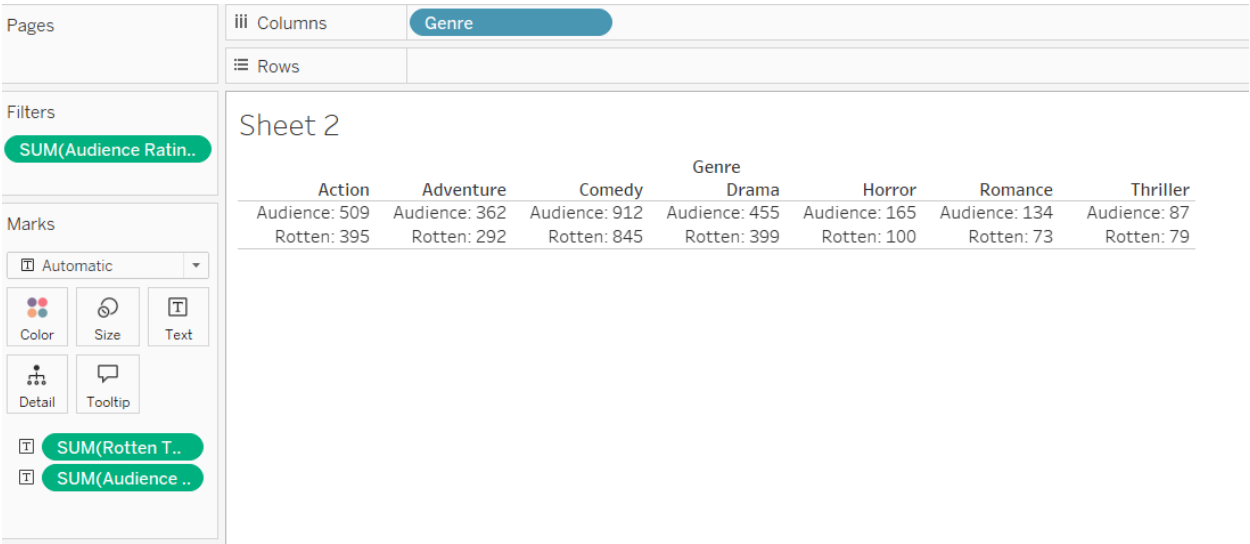 Pages
iii Columns
Genre
Rows
Filters
SUM(Audience Ratin..
Sheet 2
Genre
Action Adventure Comedy Drama Horror Romance Thriller
Audience: 509 Audience: 362 Audience: 912 Audience: 455 Audience: 165 Audience: 134 Audience: 87
Rotten: 395 Rotten: 292 Rotten: 845 Rotten: 399 Rotten: 100 Rotten: 73 Rotten: 79
Marks
T Automatic
T
Color Size Text
Detail Tooltip
T SUM(Rotten T..
T SUM(Audience ..